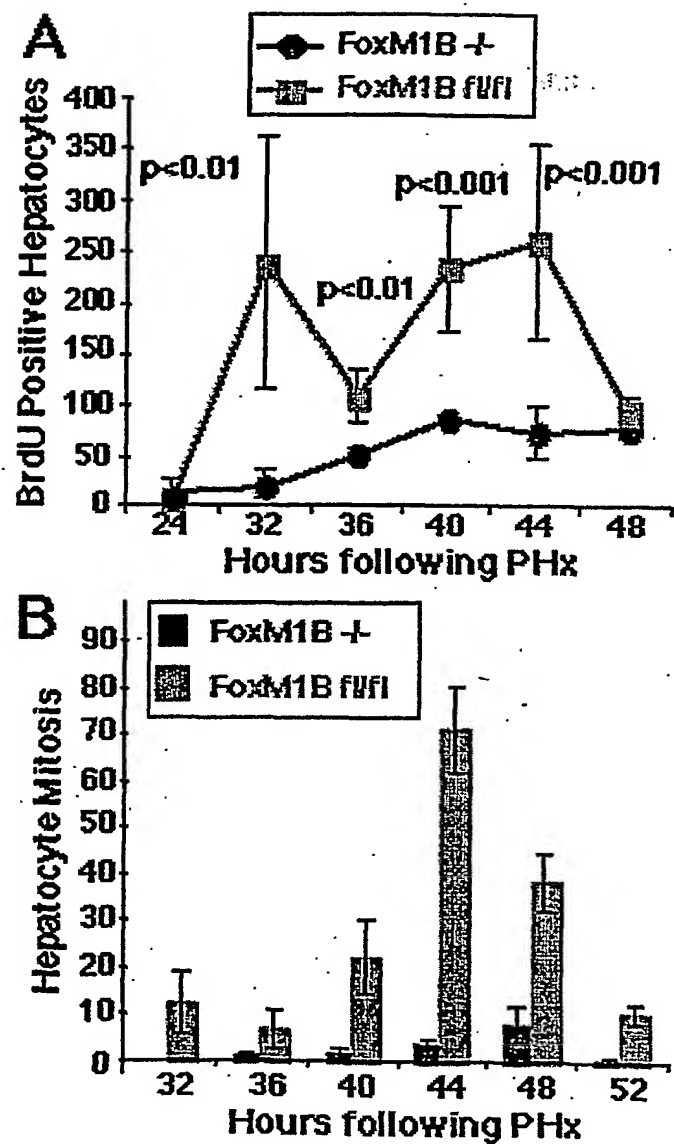 A
FoxM1B -/-
FoxM1B fl/fl
BrdU Positive Hepatocytes
400
350
300
250
200
150
100
50
0
p<0.01
p<0.01
p<0.001
p<0.001
24 32 36 40 44 48
Hours following PHx
B
FoxM1B -/-
FoxM1B fl/fl
Hepatocyte Mitosis
90
80
70
60
50
40
30
20
10
0
32 36 40 44 48 52
Hours following PHx